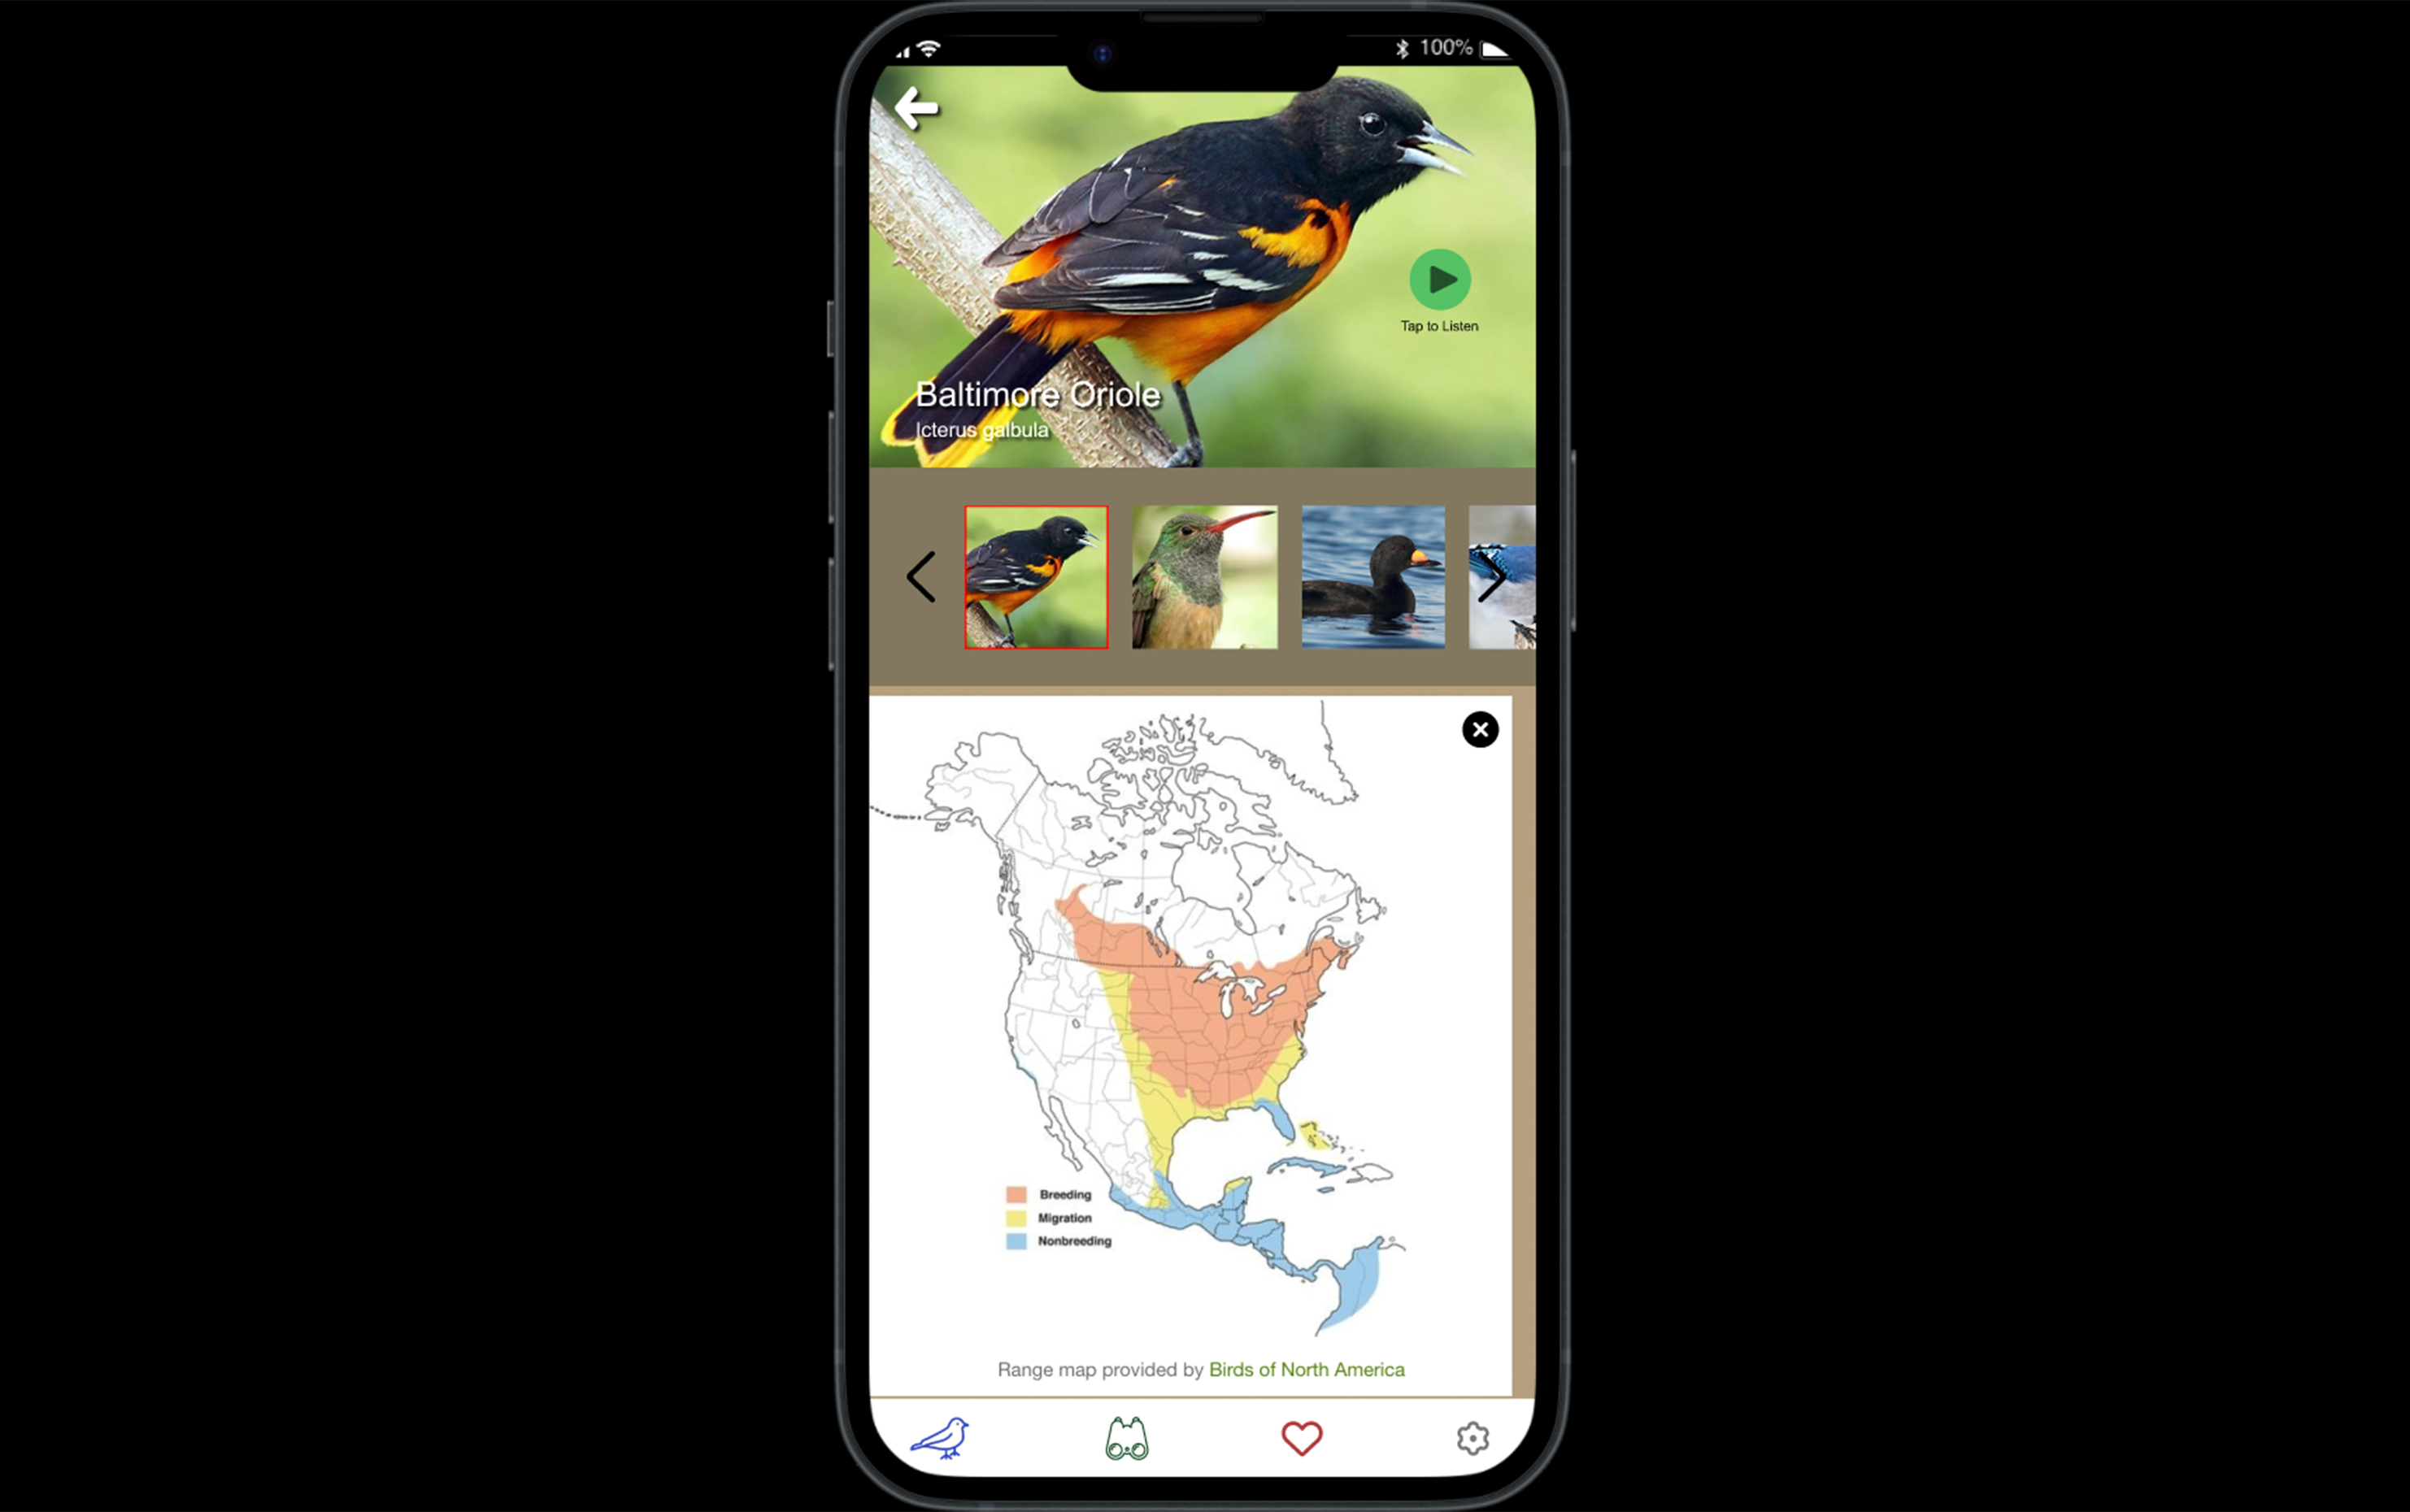 100%
Tap to Listen
Baltimore Oriole
Icterus galbula
Breeding
Migration
Nonbreeding
Range map provided by Birds of North America